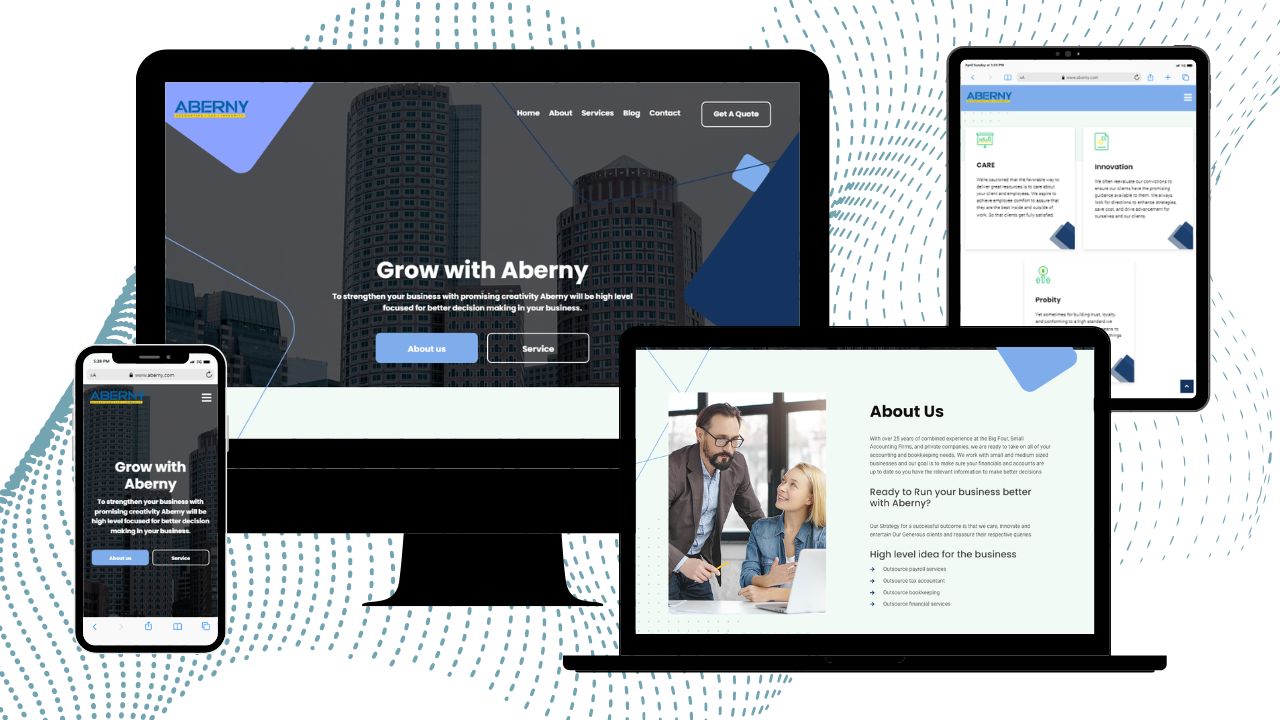 ABERNY
Home About Services Blog Contact Get A Quote
Grow with Aberny
To strengthen your business with promising creativity Aberny will be high level
focused for better decision making in your business.
About us Service
April Sunday at 5:39 PM
AA www.aberny.com
ABERNY
CARE
We're cautioned that the favorable way to
deliver great resources is to care about
your client and employees. We aspire to
achieve employee comfort to assure that
they are the best inside and outside of
work. So that clients get fully satisfied.
Innovation
We often reevaluate our convictions to
ensure our clients have the promising
guidance available to them. We always
look for directions to enhance strategies,
save cost, and drive advancement for
ourselves and our clients.
Probity
Yet sometimes for building trust, loyalty,
and conforming to a high standard we
5:28 PM 3G
AA www.aberny.com
ABERNY
Grow with
Aberny
To strengthen your business with
promising creativity Aberny will be
high level focused for better decision
making in your business.
About us Service
About Us
With over 25 years of combined experience at the Big Four, Small
Accounting Firms, and private companies, we are ready to take on all of your
accounting and bookkeeping needs. We work with small and medium sized
businesses and our goal is to make sure your financials and accounts are
up to date so you have the relevant information to make better decisions
Ready to Run your business better
with Aberny?
Our Strategy for a successful outcome is that we care, innovate and
entertain Our Generous clients and reassure their respective queries.
High level idea for the business
Outsource payroll services
Outsource tax accountant
Outsource bookkeeping
Outsource financial services